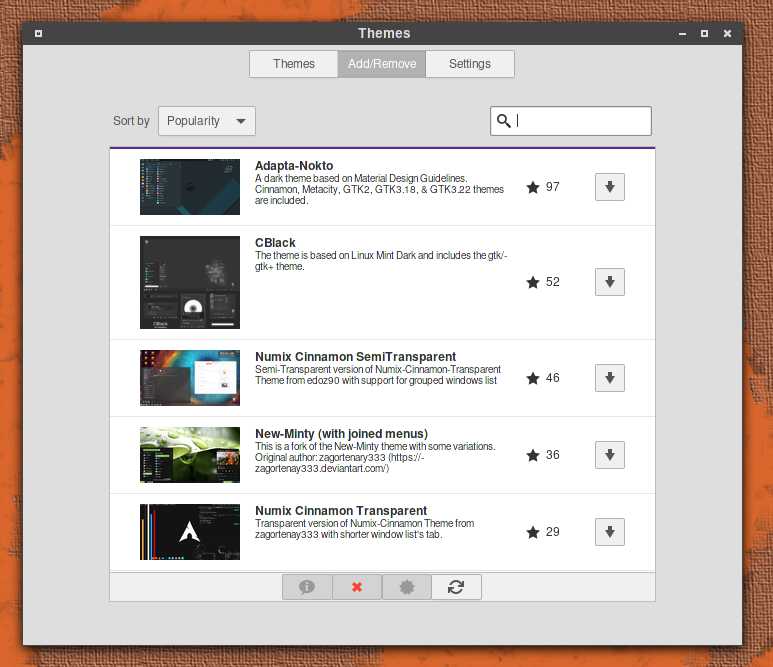 Themes
Themes Add/Remove Settings
Sort by Popularity
Adapta-Nokto
A dark theme based on Material Design Guidelines.
Cinnamon, Metacity, GTK2, GTK3.18, & GTK3.22 themes
are included.
97
CBlack
The theme is based on Linux Mint Dark and includes the gtk/-
gtk+ theme.
52
Numix Cinnamon SemiTransparent
Semi-Transparent version of Numix-Cinnamon-Transparent
Theme from edoz90 with support for grouped windows list
46
New-Minty (with joined menus)
This is a fork of the New-Minty theme with some variations.
Original author: zagortenary333 (https://-
zagortenay333.deviantart.com/)
36
Numix Cinnamon Transparent
Transparent version of Numix-Cinnamon Theme from
zagortenay333 with shorter window list's tab.
29